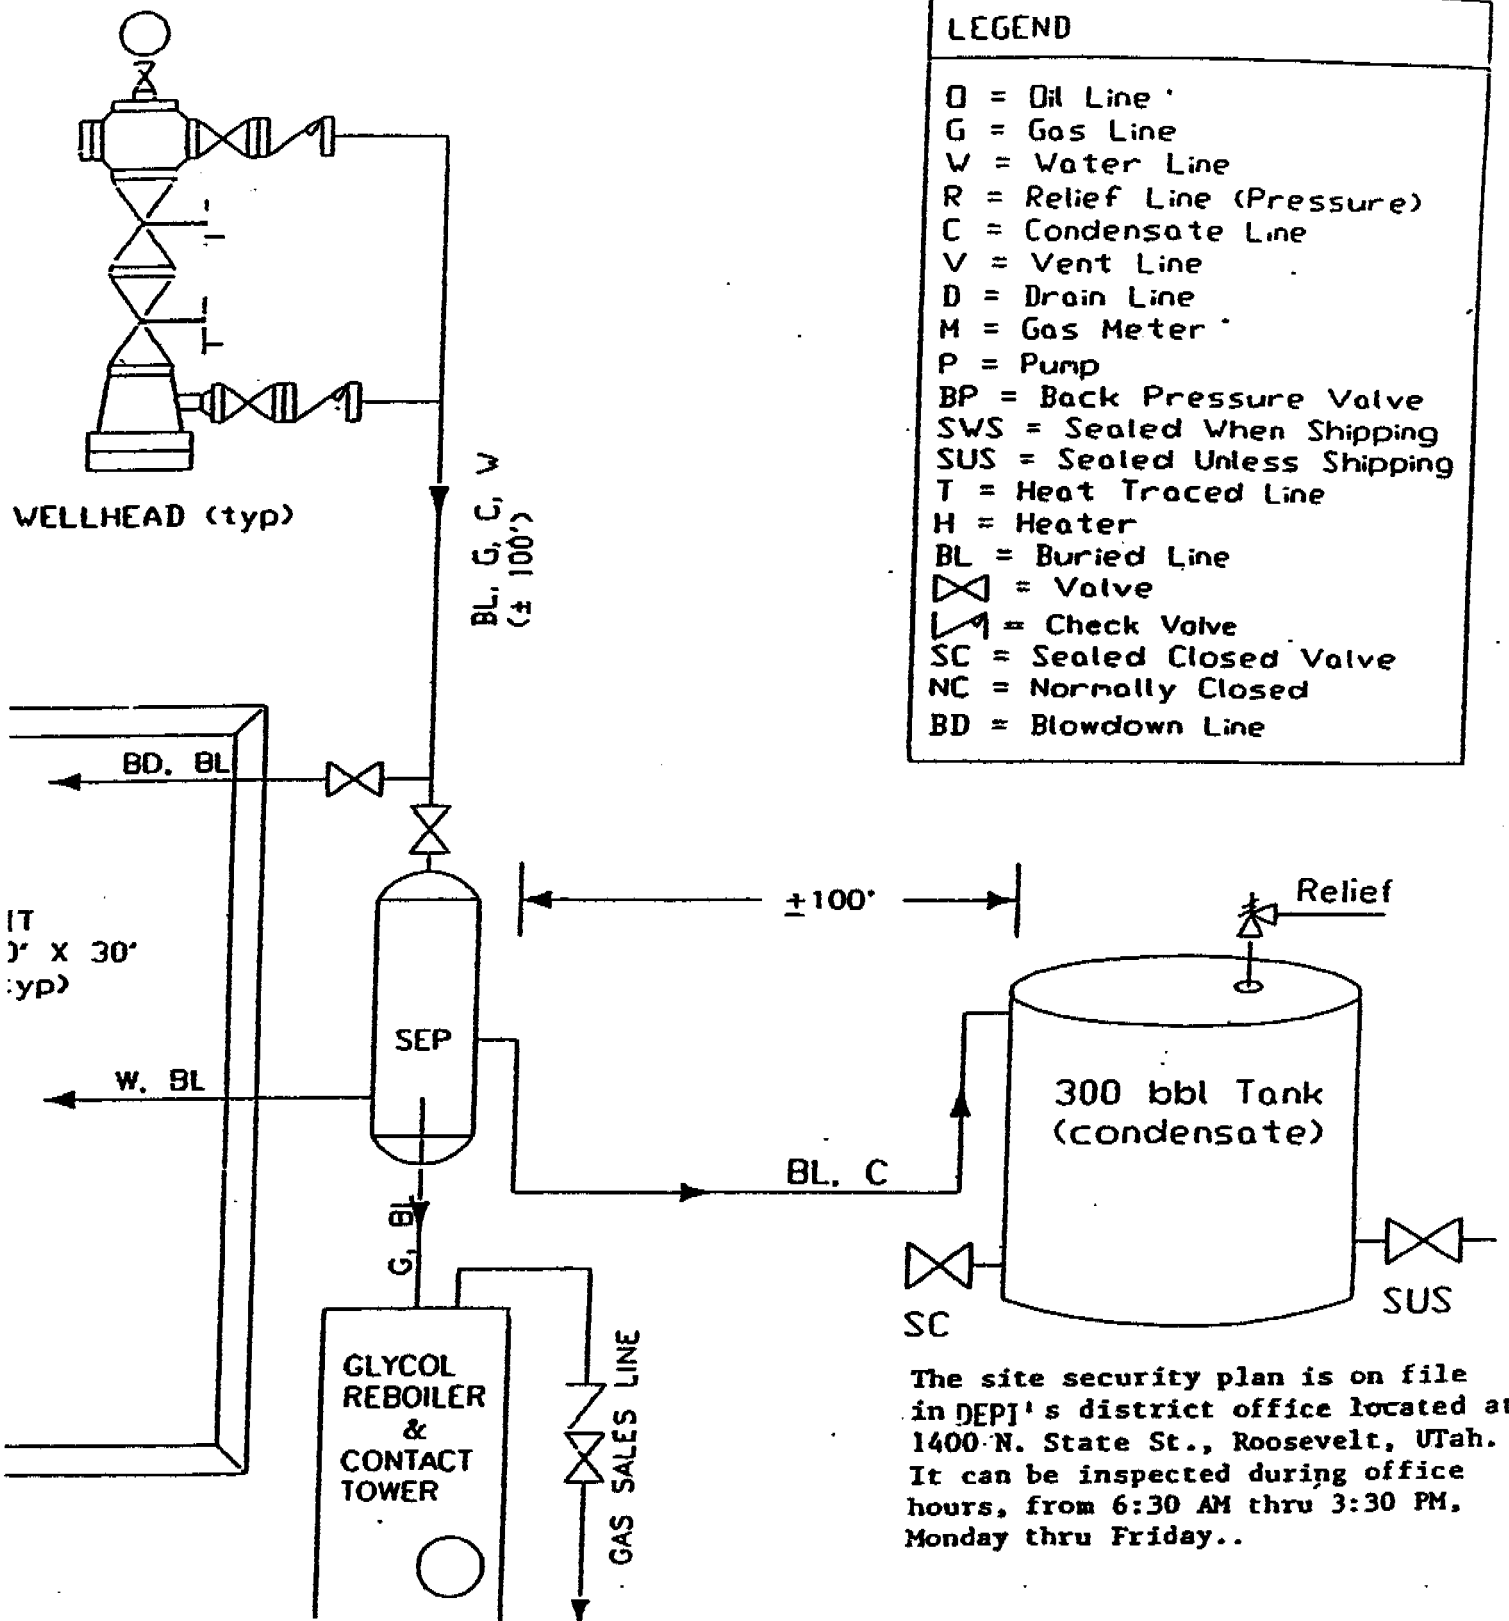 LEGEND
O = Oil Line
G = Gas Line
W = Water Line
R = Relief Line (Pressure)
C = Condensate Line
V = Vent Line
D = Drain Line
M = Gas Meter
P = Pump
BP = Back Pressure Valve
SWS = Sealed When Shipping
SUS = Sealed Unless Shipping
T = Heat Traced Line
H = Heater
BL = Buried Line
= Valve
= Check Valve
SC = Sealed Closed Valve
NC = Normally Closed
BD = Blowdown Line
WELLHEAD (typ)
BL, G, C, W
(± 100')
BD. BL
±100'
Relief
X 30'
SEP
W. BL
300 bbl Tank
(condensate)
BL. C
G, BL
SC
SUS
GLYCOL
REBOILER
&
CONTACT
TOWER
GAS SALES LINE
The site security plan is on file
in DEPI's district office located at
1400 N. State St., Roosevelt, UTah.
It can be inspected during office
hours, from 6:30 AM thru 3:30 PM,
Monday thru Friday..